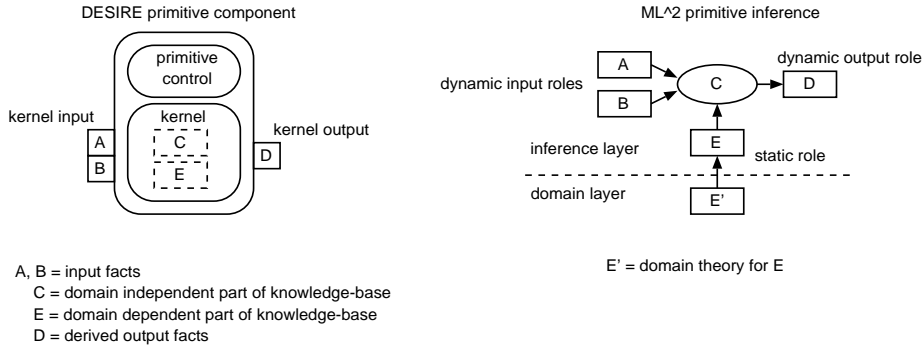 DESIRE primitive component
primitive
control
kernel input
kernel
kernel output
A
B
C
E
D
ML^2 primitive inference
dynamic output role
dynamic input roles
A
B
C
D
inference layer
E
static role
domain layer
E'
A, B = input facts
C = domain independent part of knowledge-base
E = domain dependent part of knowledge-base
D = derived output facts
E' = domain theory for E